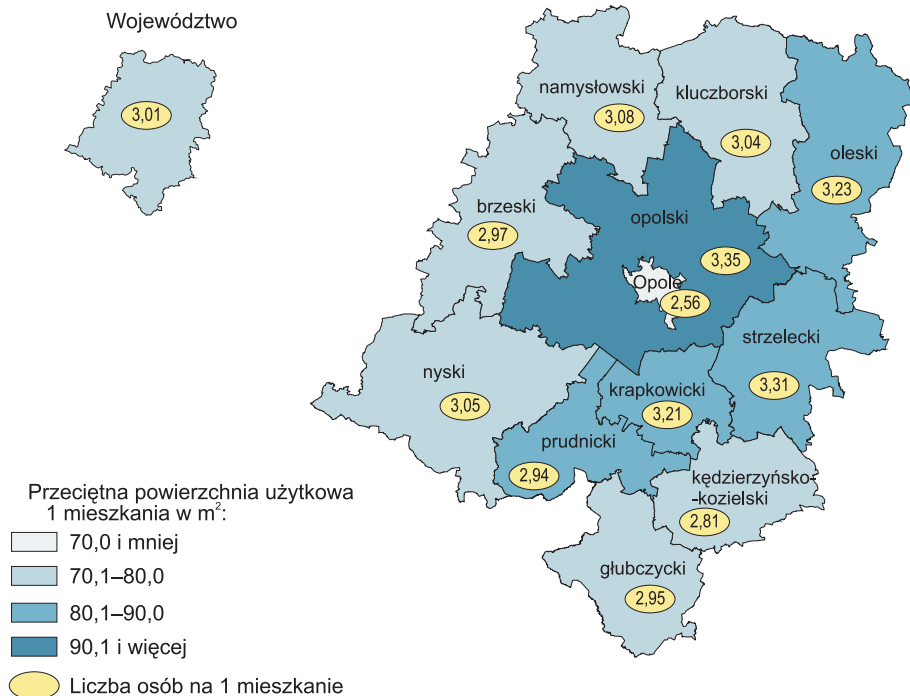 Województwo
3,01
namysłowski
3,08
kluczborski
3,04
oleski
3,23
brzeski
2,97
opolski
3,35
Opole
2,56
strzelecki
3,31
nyski
3,05
krapkowicki
3,21
prudnicki
2,94
kędzierzyńsko-
-kozielski
2,81
głubczycki
2,95
Przeciętna powierzchnia użytkowa
1 mieszkania w m²:
70,0 i mniej
70,1–80,0
80,1–90,0
90,1 i więcej
Liczba osób na 1 mieszkanie